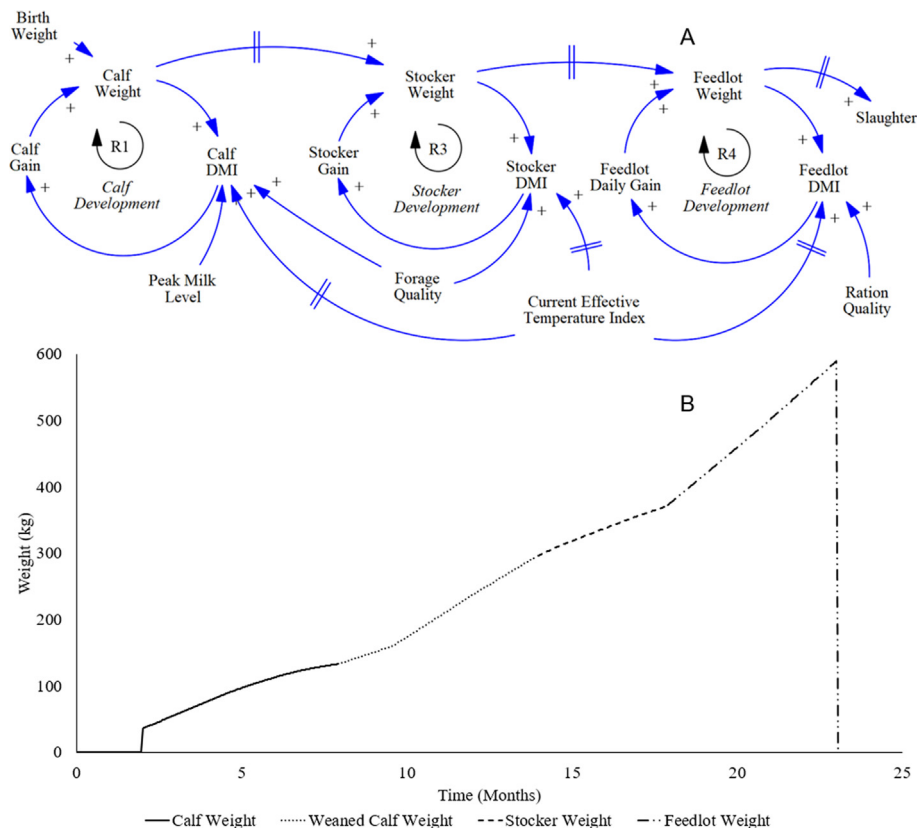 Birth
Weight
+
A
Calf
Weight
+
Stocker
Weight
+
Feedlot
Weight
+
Slaughter
Calf
Gain
+
+
R1
Calf
Development
+
Calf
DMI
Stocker
Gain
+
+
R3
Stocker
Development
+
Stocker
DMI
Feedlot
Daily Gain
+
+
R4
Feedlot
Development
+
Feedlot
DMI
+
+
+
+
+
+
+
Peak Milk
Level
Forage
Quality
Current Effective
Temperature Index
Ration
Quality
B
Weight (kg)
600
500
400
300
200
100
0
0 5 10 15 20 25
Time (Months)
Calf Weight Weaned Calf Weight Stocker Weight Feedlot Weight